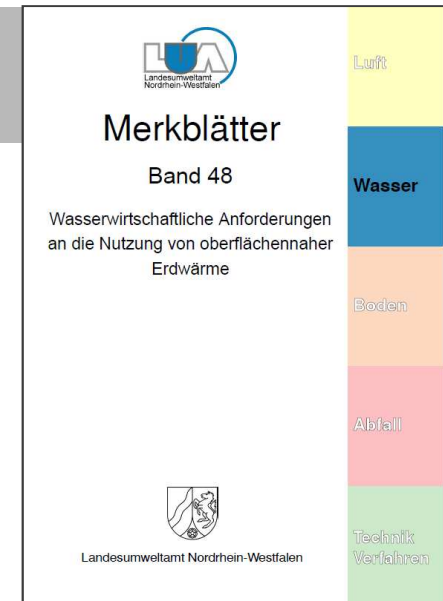 LUA
Landesumweltamt
Nordrhein-Westfalen
Merkblätter
Band 48
Wasserwirtschaftliche Anforderungen
an die Nutzung von oberflächennaher
Erdwärme
Landesumweltamt Nordrhein-Westfalen
Luft
Wasser
Boden
Abfall
Technik
Verfahren